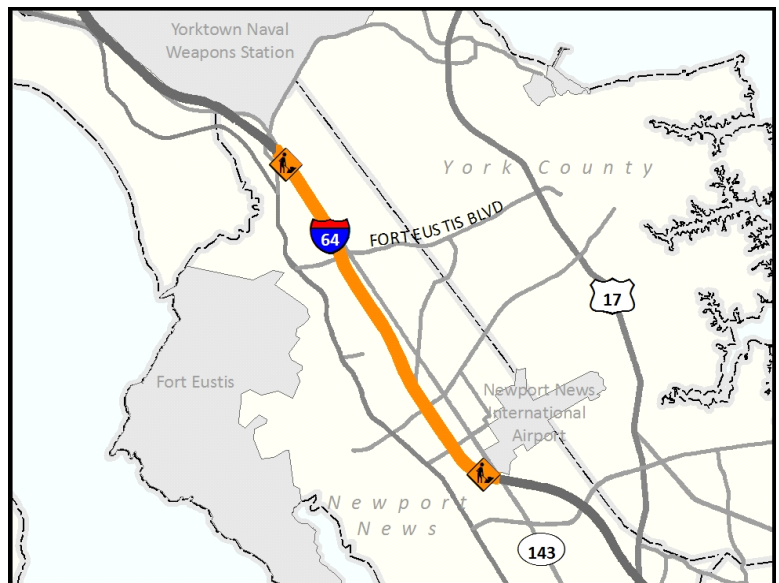 Yorktown Naval
Weapons Station
York County
FORT EUSTIS BLVD
64
17
Fort Eustis
Newport News
International
Airport
Newport
News
143